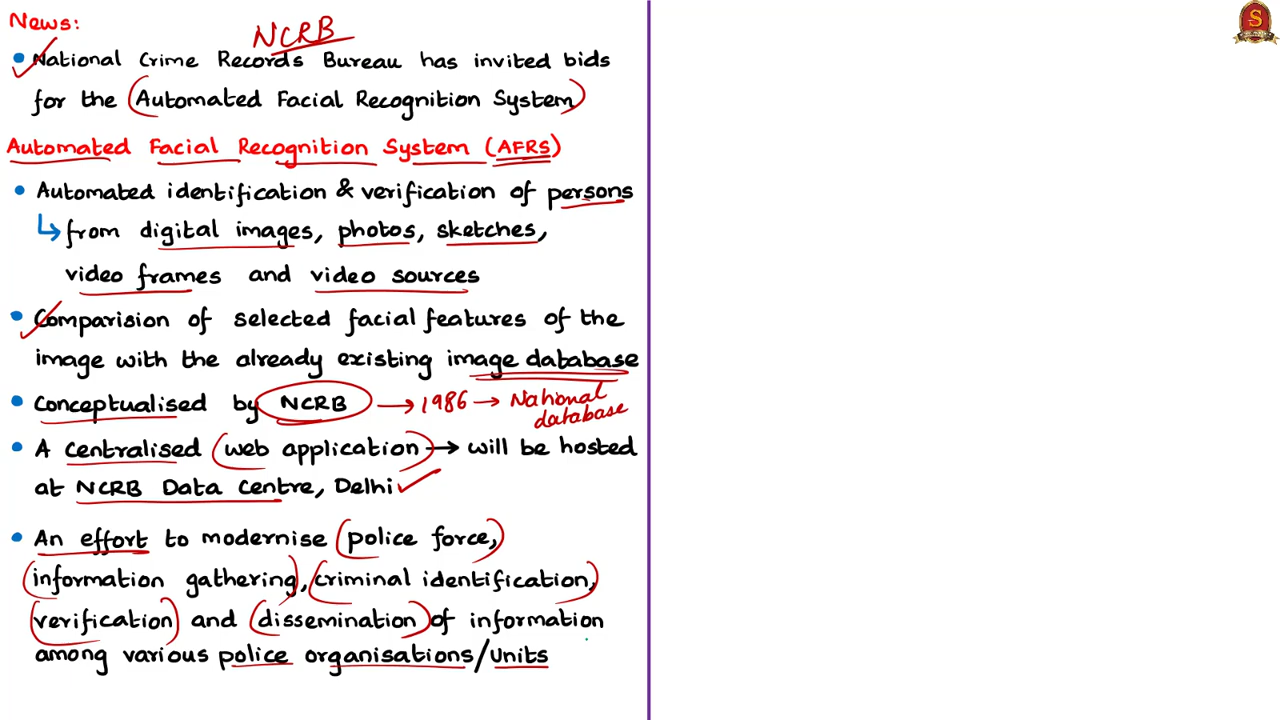 News:
NCRB
• National Crime Records Bureau has invited bids
for the (Automated Facial Recognition System)
Automated Facial Recognition System (AFRS)
• Automated identification & verification of persons
↳ from digital images, photos, sketches,
video frames and video sources
• Comparision of selected facial features of the
image with the already existing image database
• Conceptualised by NCRB → 1986 → National
database
• A centralised (web application) → will be hosted
at NCRB Data Centre, Delhi ✓
• An effort to modernise (police force,)
(information gathering), (criminal identification,)
(verification) and (dissemination) of information
among various police organisations/units
S